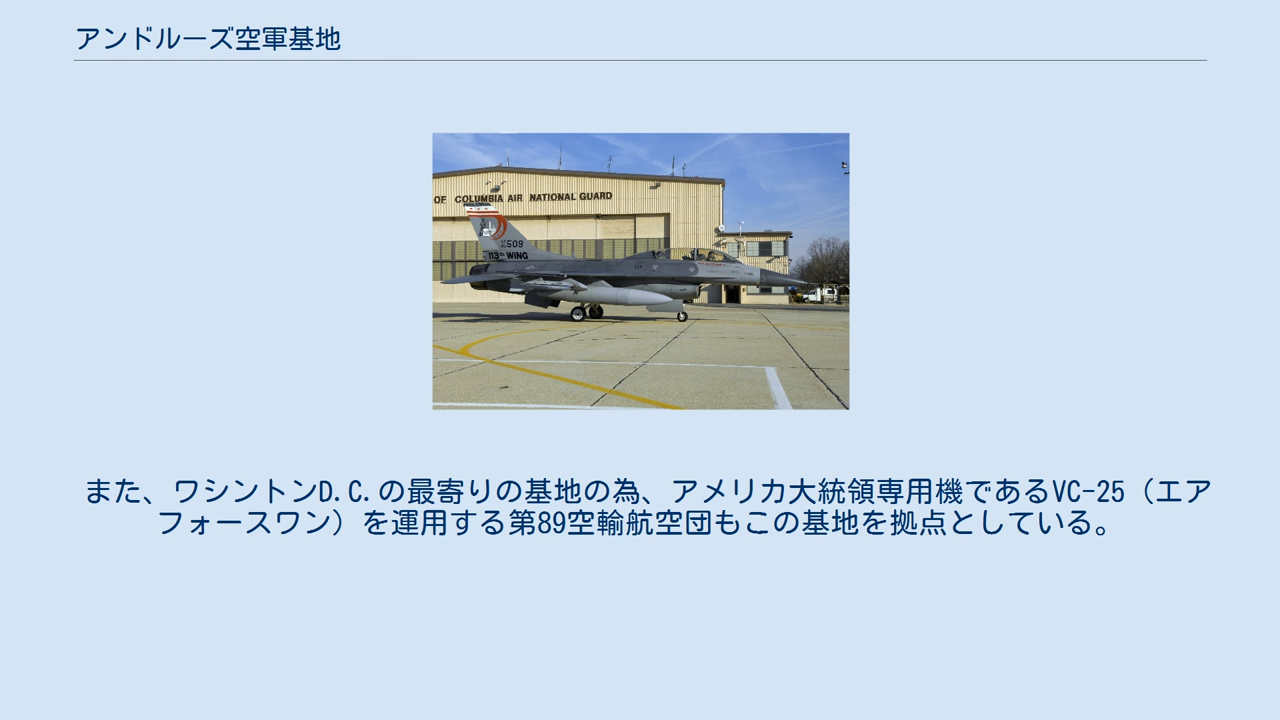 アンドルーズ空軍基地
OF COLUMBIA AIR NATIONAL GUARD
509
113th WING
また、ワシントンD.C.の最寄りの基地の為、アメリカ大統領専用機であるVC-25（エア
フォースワン）を運用する第89空輸航空団もこの基地を拠点としている。